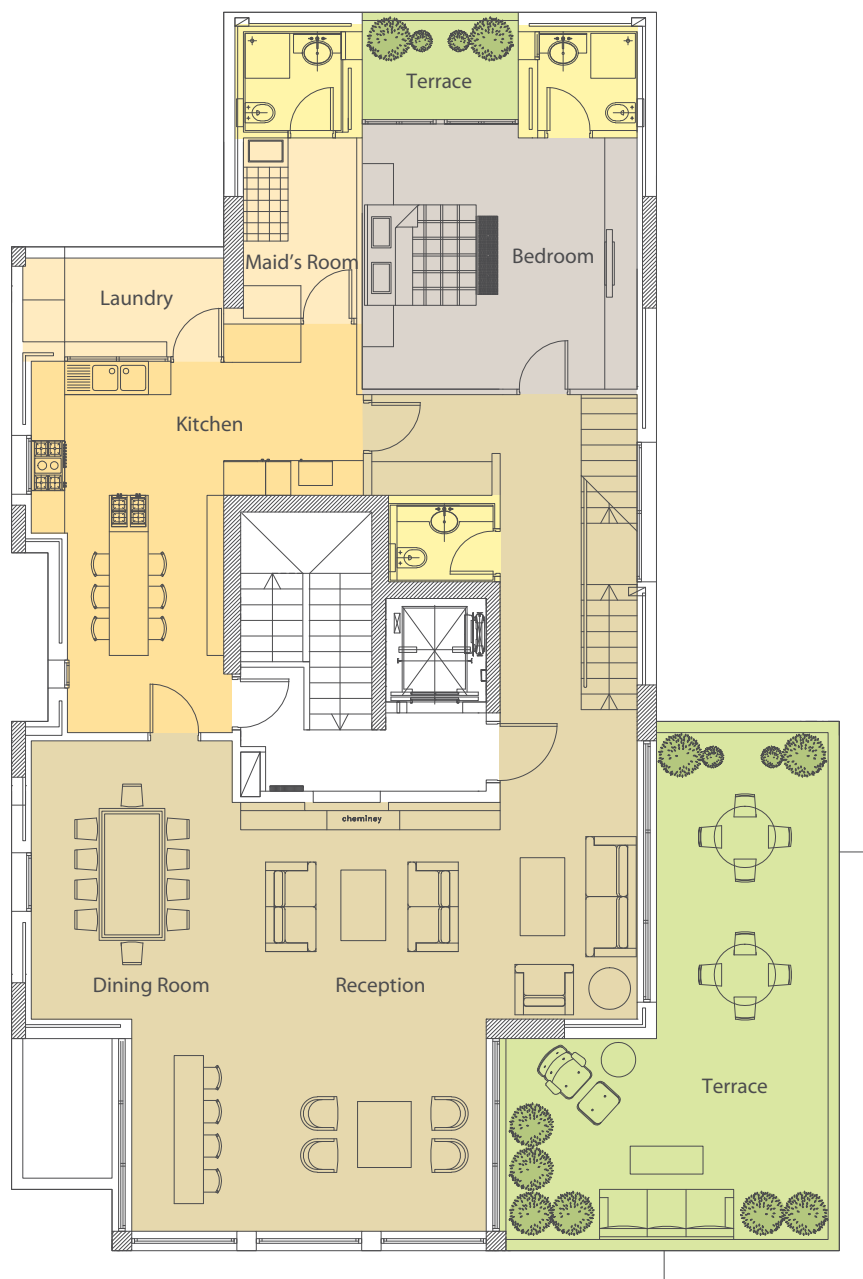 Terrace
Bedroom
Maid's Room
Laundry
Kitchen
cheminey
Dining Room
Reception
Terrace